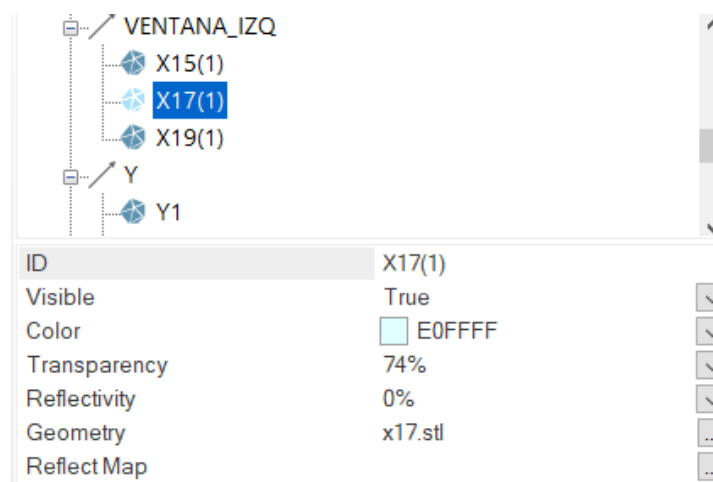 VENTANA_IZQ
X15(1)
X17(1)
X19(1)
Y
Y1
ID X17(1)
Visible True
Color E0FFFF
Transparency 74%
Reflectivity 0%
Geometry x17.stl ...
Reflect Map ...